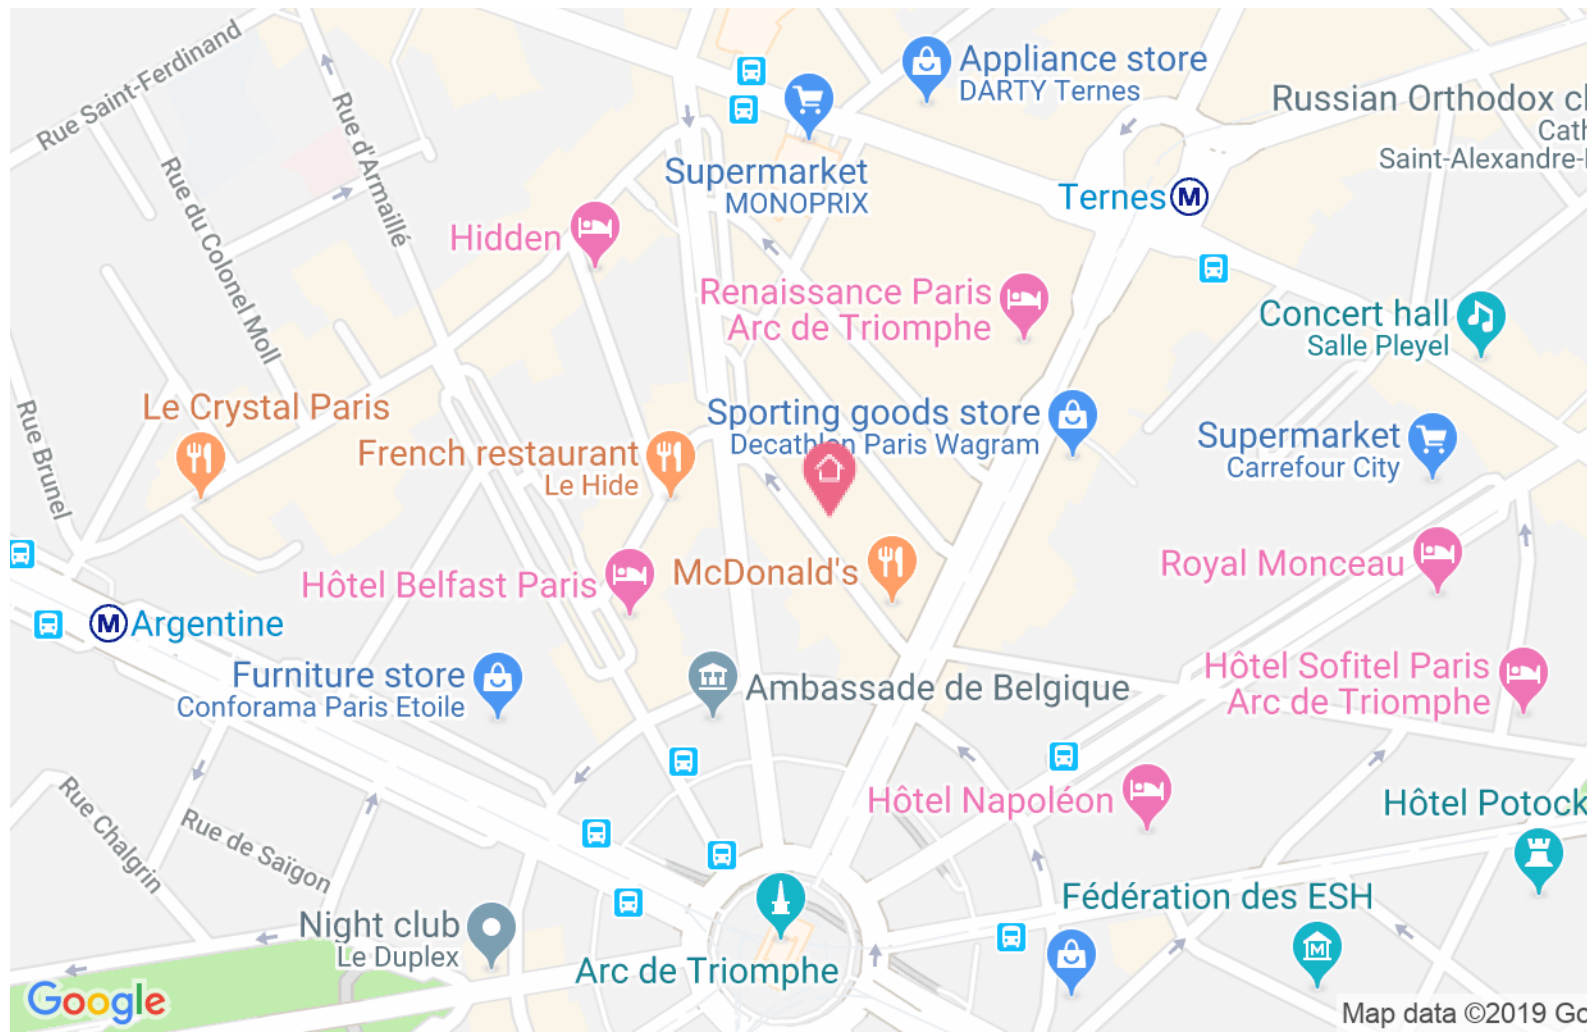 Rue Saint-Ferdinand
Rue d'Armaillé
Rue du Colonel Moll
Appliance store
DARTY Ternes
Russian Orthodox
Saint-Alexandre-
Supermarket
MONOPRIX
Ternes
M
Hidden
Renaissance Paris
Arc de Triomphe
Concert hall
Salle Pleyel
Le Crystal Paris
Rue Brunel
Sporting goods store
Decathlon Paris Wagram
French restaurant
Le Hide
Supermarket
Carrefour City
McDonald's
Hôtel Belfast Paris
Royal Monceau
M
Argentine
Furniture store
Conforama Paris Etoile
Ambassade de Belgique
Hôtel Sofitel Paris
Arc de Triomphe
Rue Chalgrin
Rue de Saïgon
Hôtel Napoléon
Hôtel Potock
Fédération des ESH
M
Night club
Le Duplex
Arc de Triomphe
Google
Map data ©2019 Go